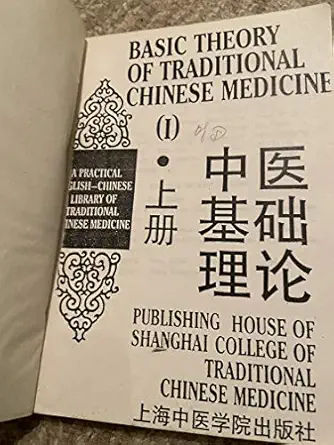 BASIC THEORY
OF TRADITIONAL
CHINESE MEDICINE
(I)
·
上册
中医
基础
理论
A PRACTICAL
GLISH—CHINESE
LIBRARY OF
TRADITIONAL
INESE MEDICINE
PUBLISHING HOUSE OF
SHANGHAI COLLEGE OF
TRADITIONAL
CHINESE MEDICINE
上海中医学院出版社